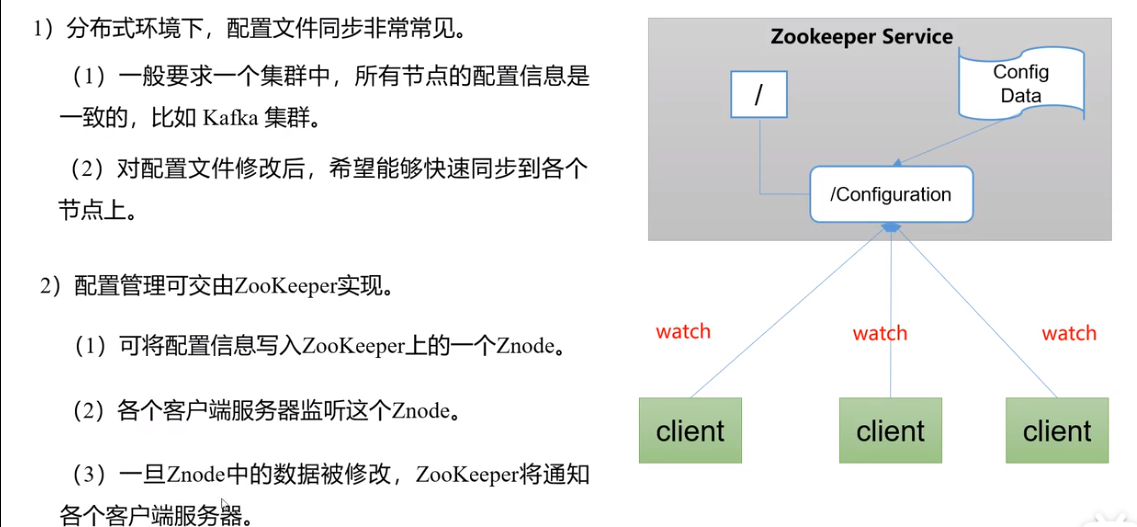 1）分布式环境下，配置文件同步非常常见。
（1）一般要求一个集群中，所有节点的配置信息是
一致的，比如 Kafka 集群。
（2）对配置文件修改后，希望能够快速同步到各个
节点上。
2）配置管理可交由ZooKeeper实现。
（1）可将配置信息写入ZooKeeper上的一个Znode。
（2）各个客户端服务器监听这个Znode。
（3）一旦Znode中的数据被修改，ZooKeeper将通知
各个客户端服务器。
Zookeeper Service
/
Config
Data
/Configuration
watch
watch
watch
client
client
client